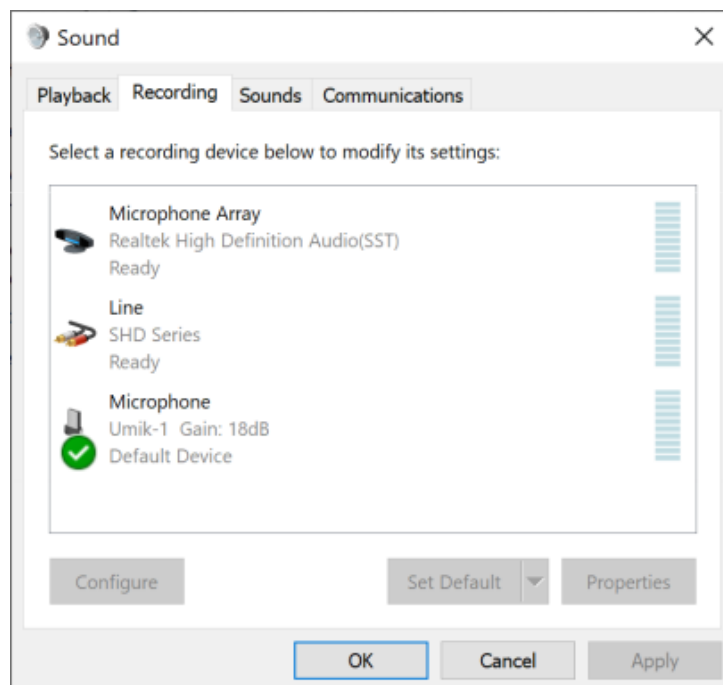 Sound
Playback Recording Sounds Communications
Select a recording device below to modify its settings:
Microphone Array
Realtek High Definition Audio(SST)
Ready
Line
SHD Series
Ready
Microphone
Umik-1 Gain: 18dB
Default Device
Configure Set Default Properties
OK Cancel Apply